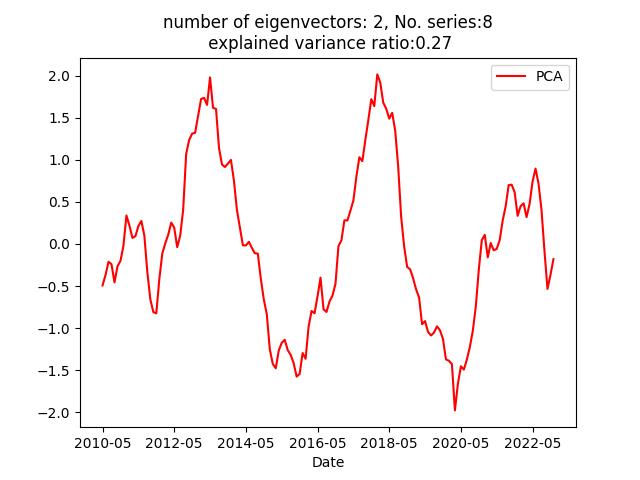 number of eigenvectors: 2, No. series:8
explained variance ratio:0.27
PCA
2.0
1.5
1.0
0.5
0.0
−0.5
−1.0
−1.5
−2.0
2010-05 2012-05 2014-05 2016-05 2018-05 2020-05 2022-05
Date